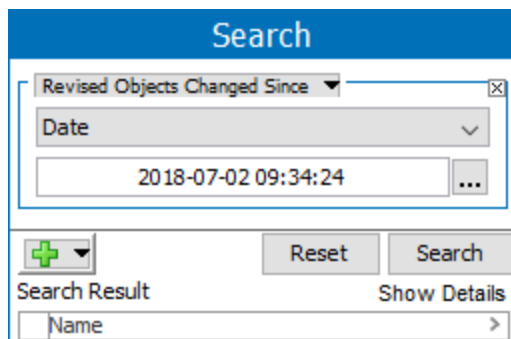 Search
Revised Objects Changed Since
Date
2018-07-02 09:34:24
...
Reset Search
Search Result Show Details
Name >